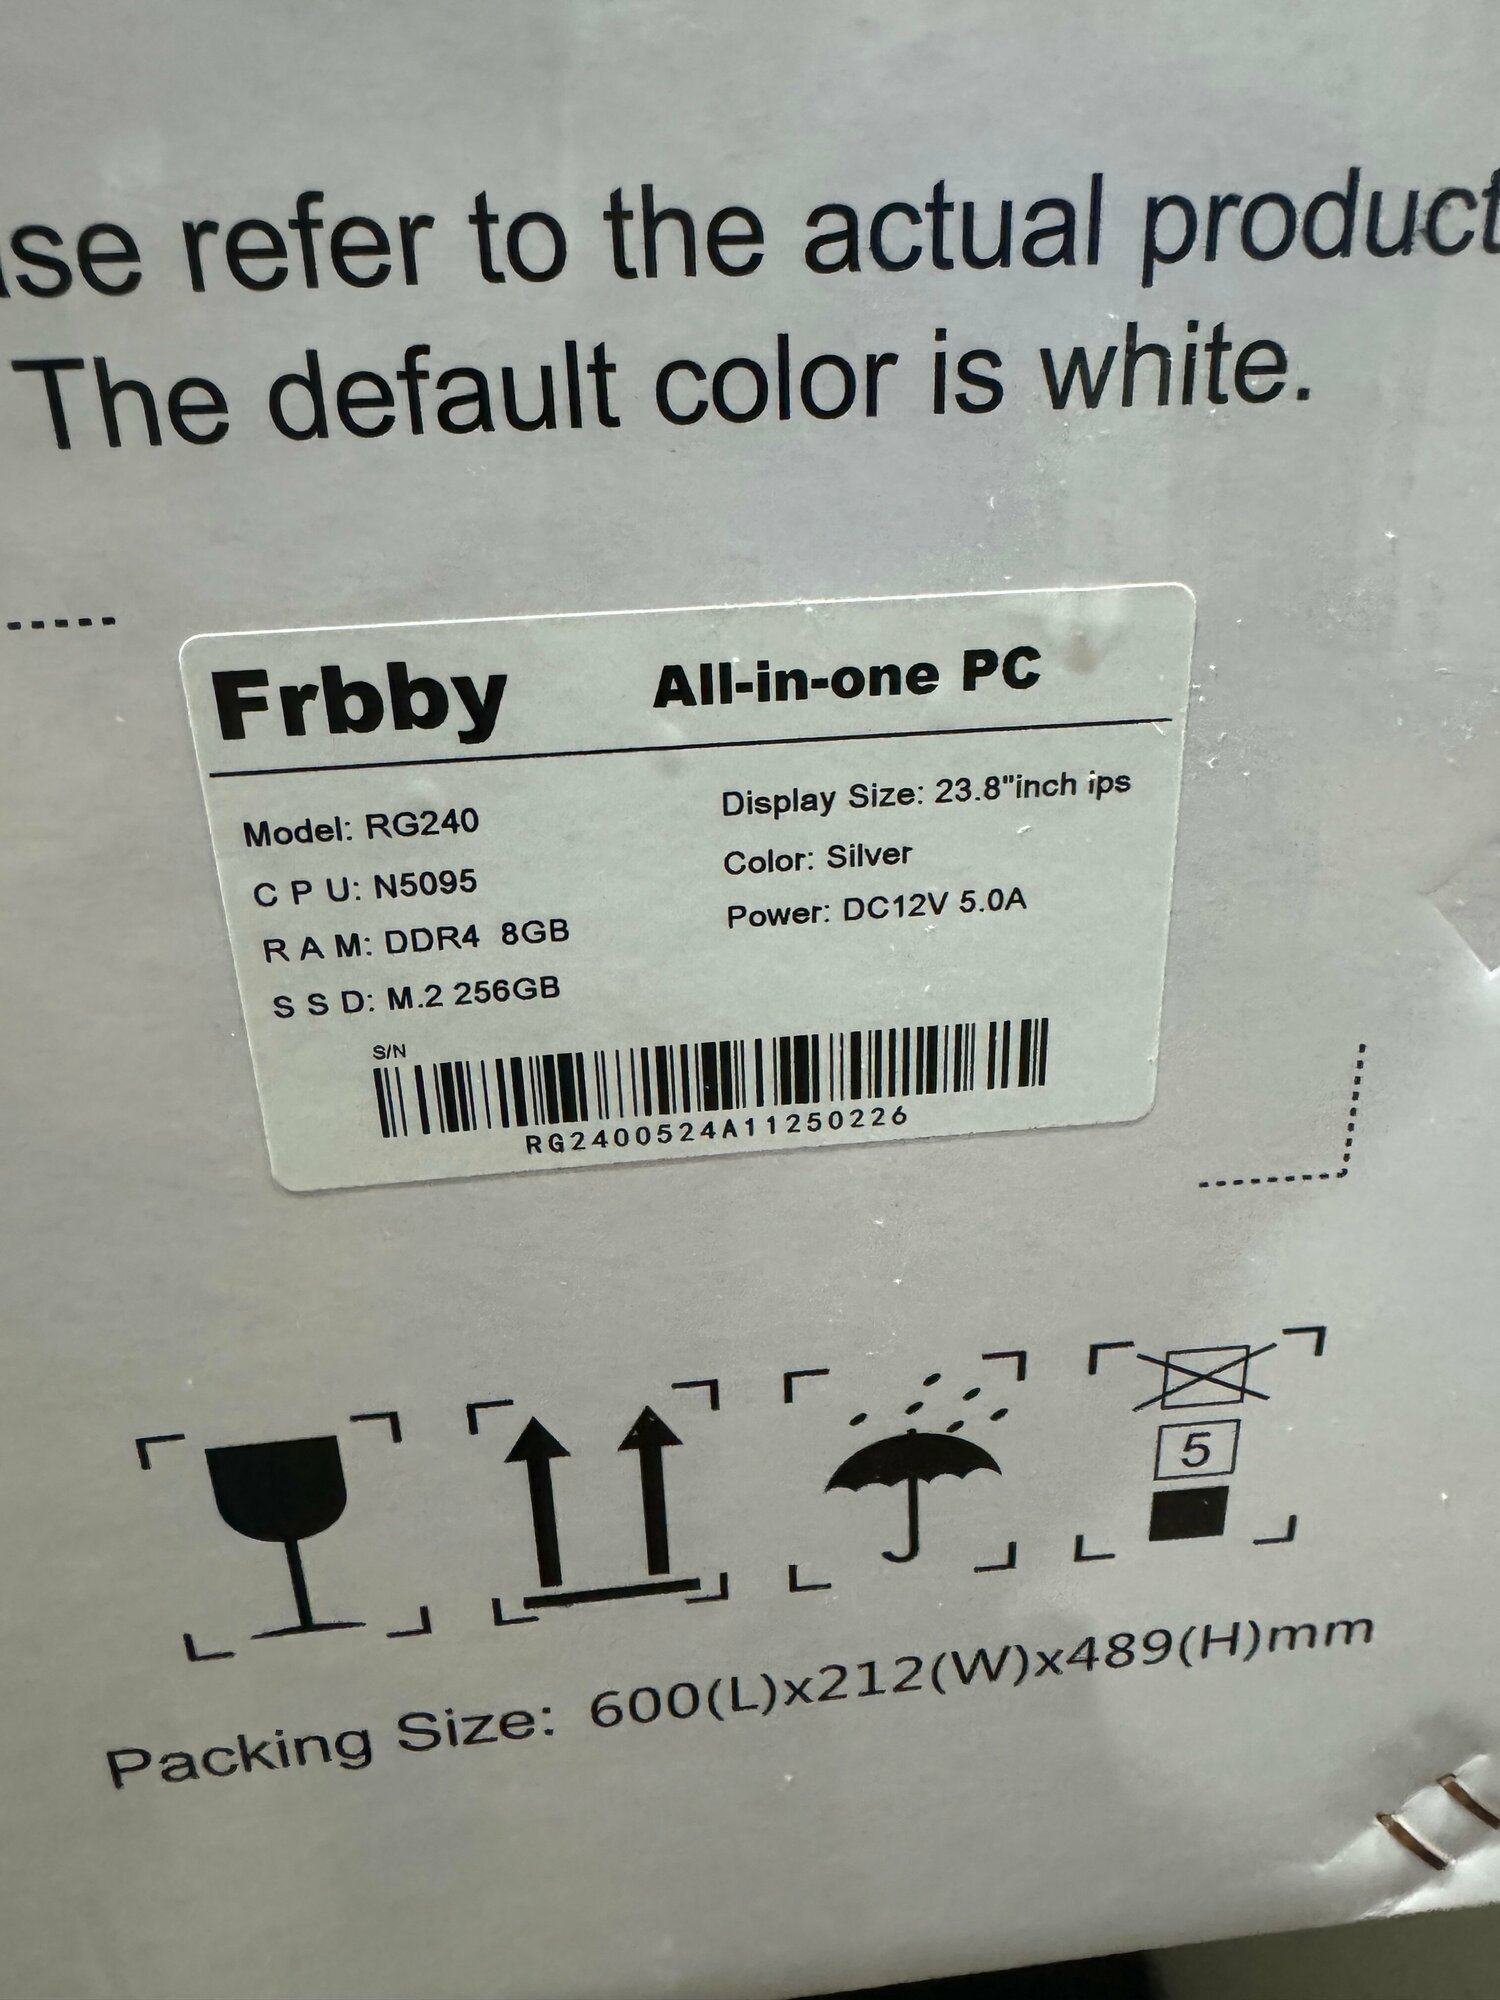 se refer to the actual product
The default color is white.
Frbby All-in-one PC
Model: RG240 Display Size: 23.8"inch ips
C P U: N5095 Color: Silver
R A M: DDR4 8GB Power: DC12V 5.0A
S S D: M.2 256GB
S/N
RG2400524A11250226
5
Packing Size: 600(L)x212(W)x489(H)mm